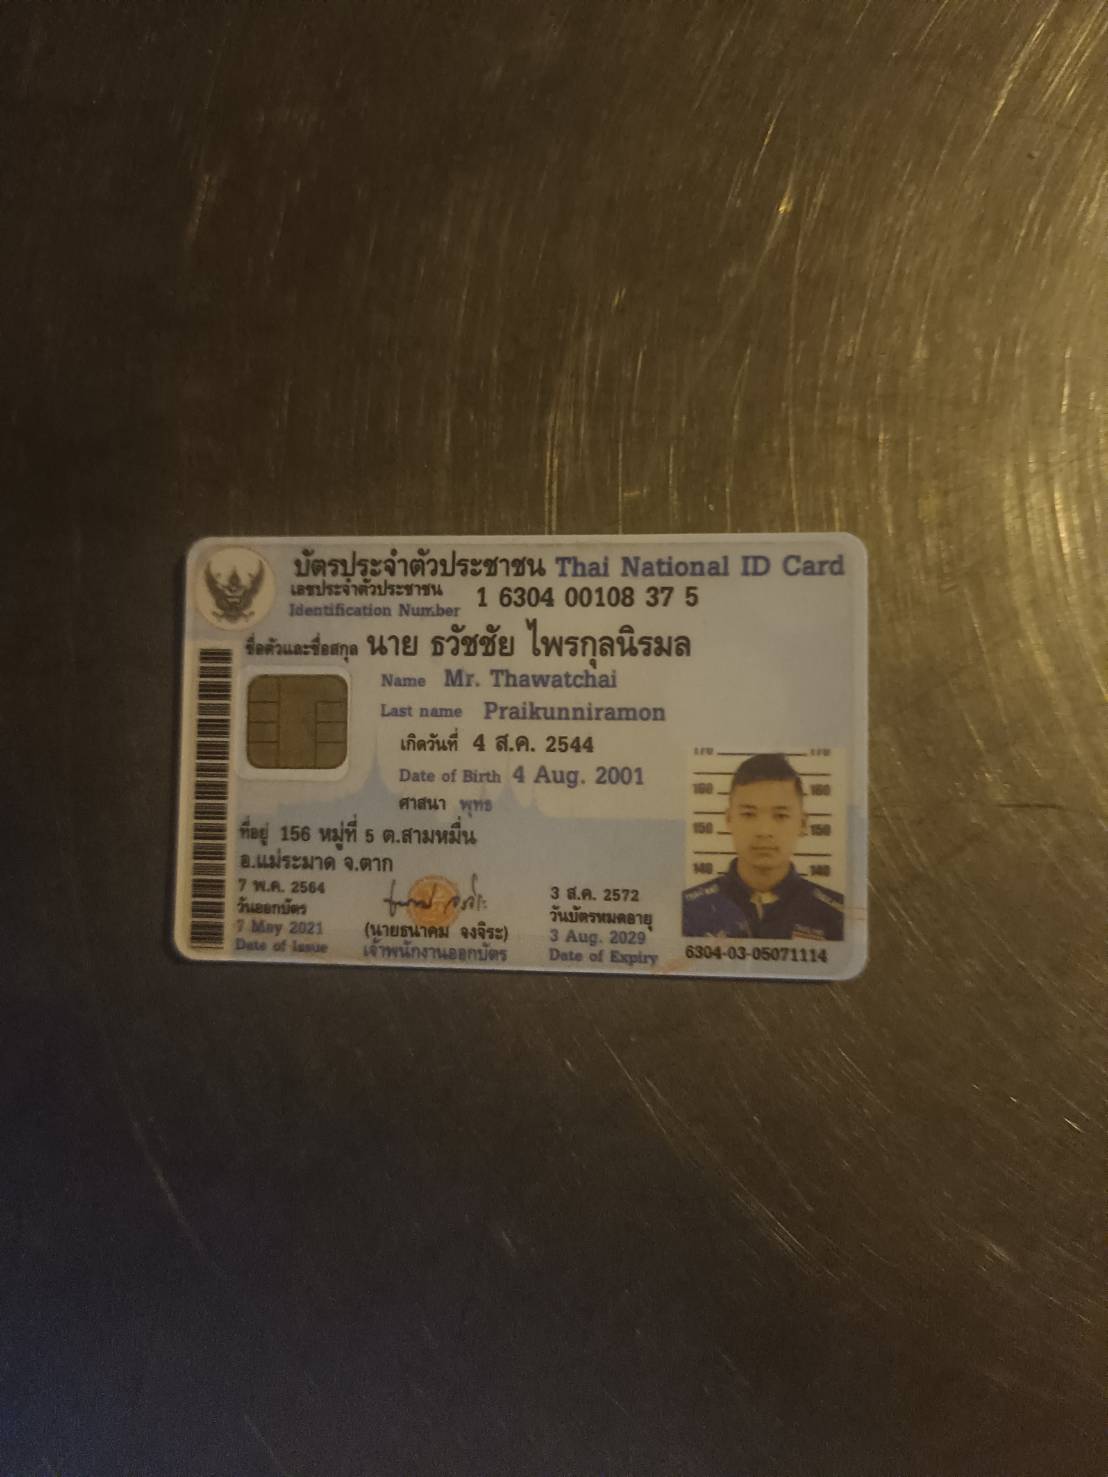 บัตรประจำตัวประชาชน Thai National ID Card
เลขประจำตัวประชาชน
Identification Number 1 6304 00108 37 5
ชื่อตัวและชื่อสกุล นาย ธวัชชัย ไพรกุลนิรมล
Name Mr. Thawatchai
Last name Praikunniramon
เกิดวันที่ 4 ส.ค. 2544
Date of Birth 4 Aug. 2001
ศาสนา พุทธ
ที่อยู่ 156 หมู่ที่ 5 ต.สามหมื่น
อ.แม่ระมาด จ.ตาก
7 พ.ค. 2564
วันออกบัตร
7 May 2021
Date of Issue
(นายธนาคม จงจิระ)
เจ้าพนักงานออกบัตร
3 ส.ค. 2572
วันบัตรหมดอายุ
3 Aug. 2029
Date of Expiry
170 170
160 160
150 150
140 140
6304-03-05071114